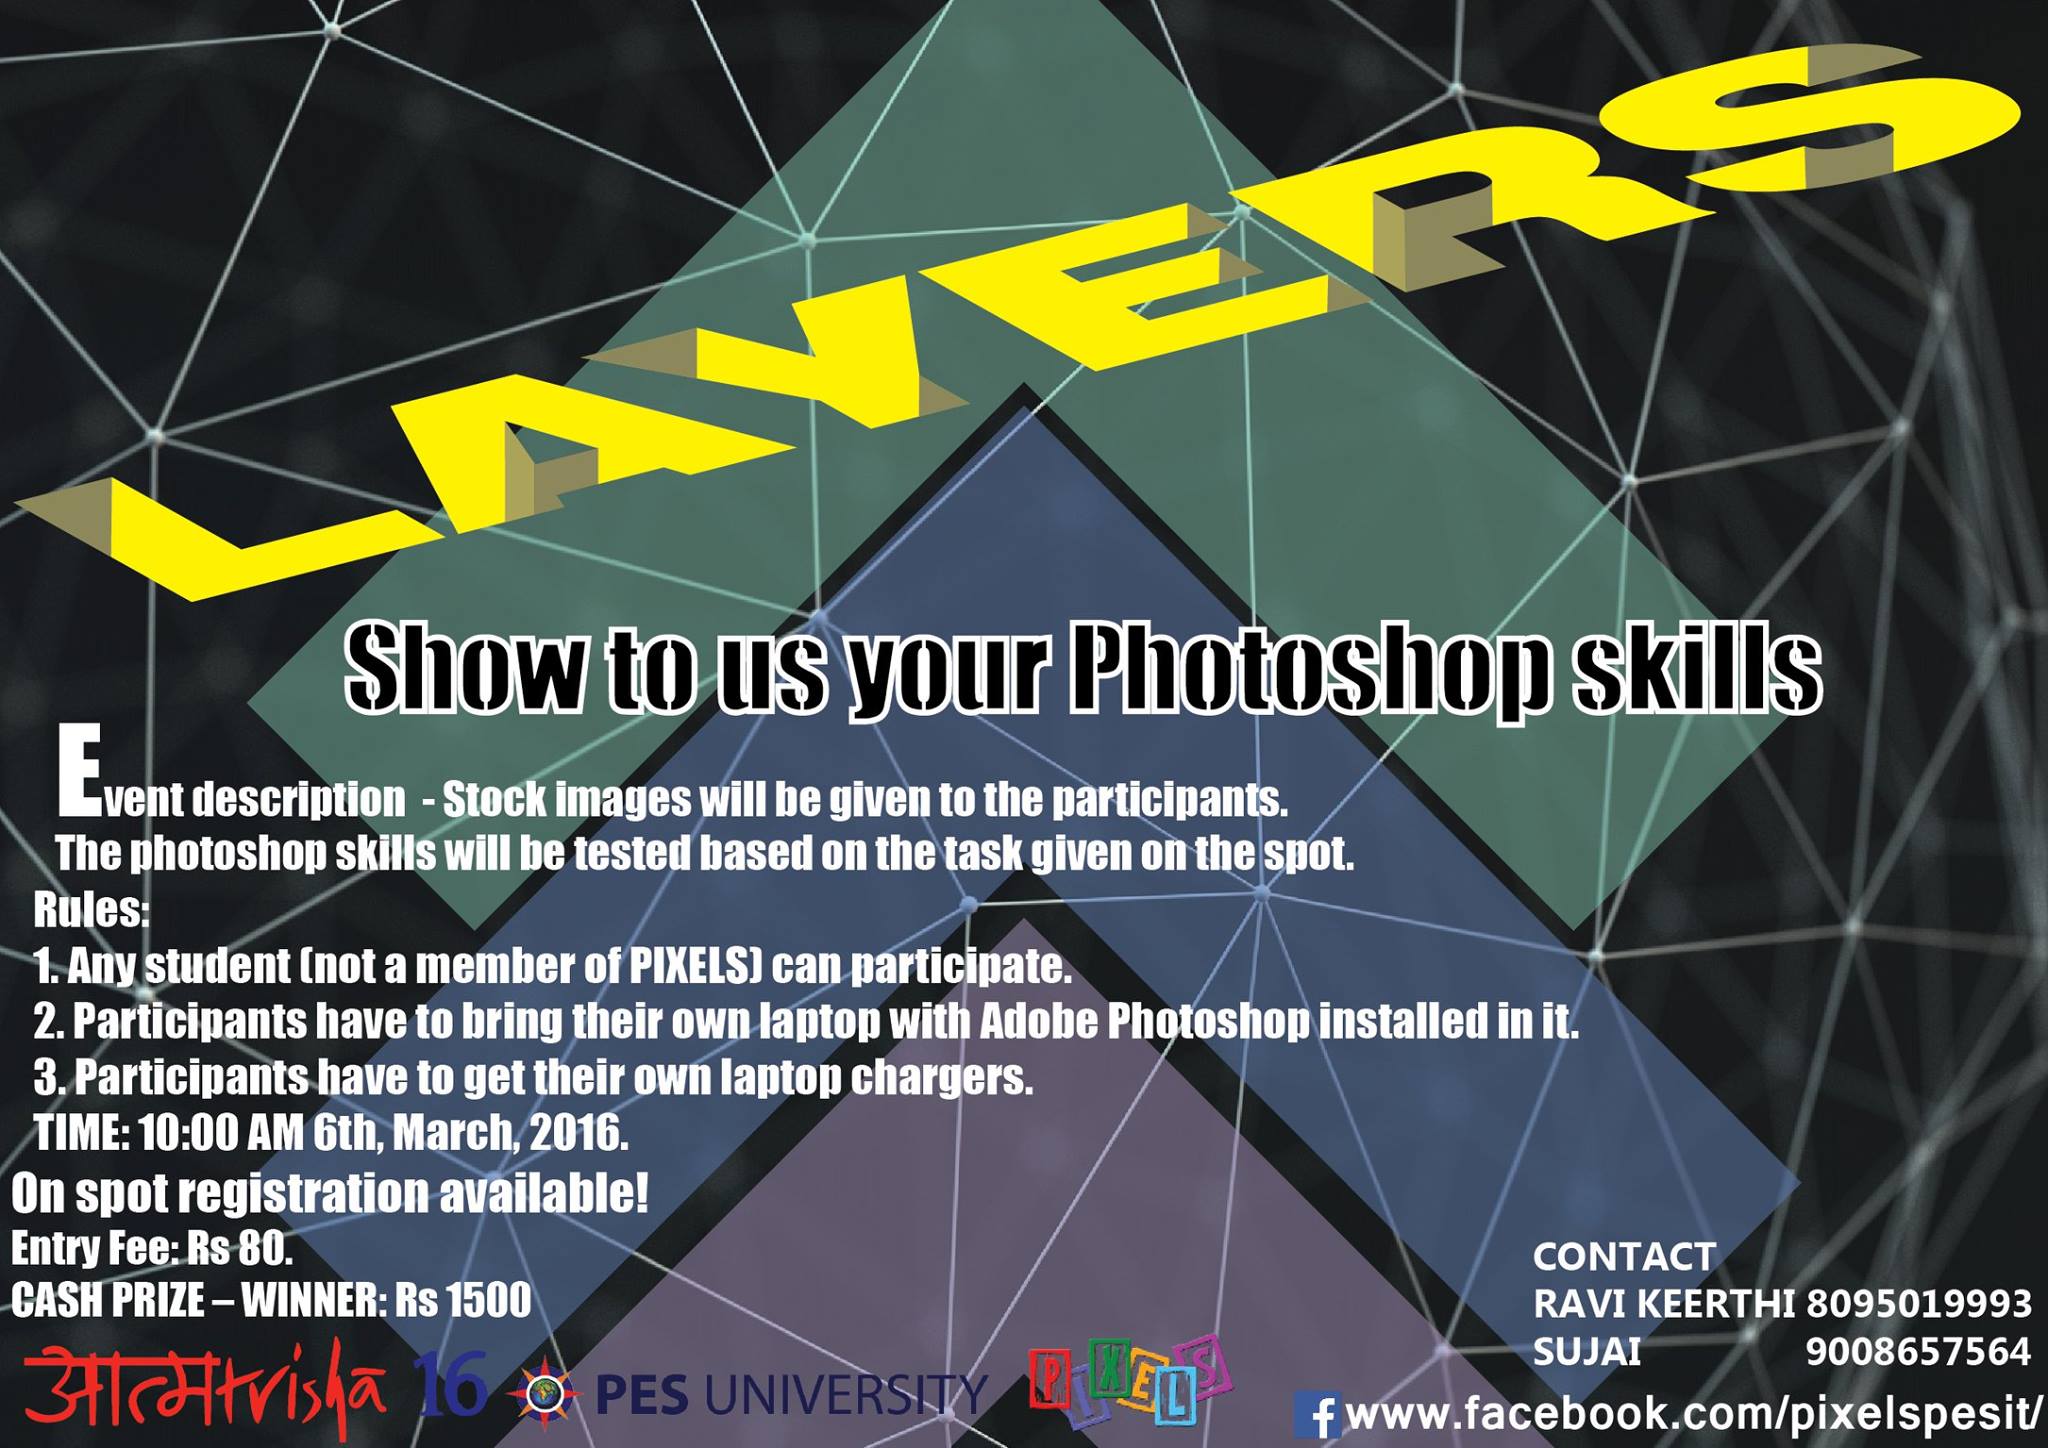 LAYERS
Show to us your Photoshop skills
Event description - Stock images will be given to the participants.
The photoshop skills will be tested based on the task given on the spot.
Rules:
1. Any student (not a member of PIXELS) can participate.
2. Participants have to bring their own laptop with Adobe Photoshop installed in it.
3. Participants have to get their own laptop chargers.
TIME: 10:00 AM 6th, March, 2016.
On spot registration available!
Entry Fee: Rs 80.
CASH PRIZE – WINNER: Rs 1500
CONTACT
RAVI KEERTHI 8095019993
SUJAI 9008657564
आत्मatrisha 16 PES UNIVERSITY PIXELS
f www.facebook.com/pixelspesit/